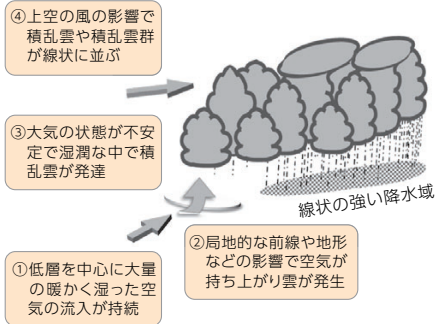 ④上空の風の影響で
積乱雲や積乱雲群
が線状に並ぶ
③大気の状態が不安
定で湿潤な中で積
乱雲が発達
線状の強い降水域
②局地的な前線や地形
などの影響で空気が
持ち上がり雲が発生
①低層を中心に大量
の暖かく湿った空
気の流入が持続